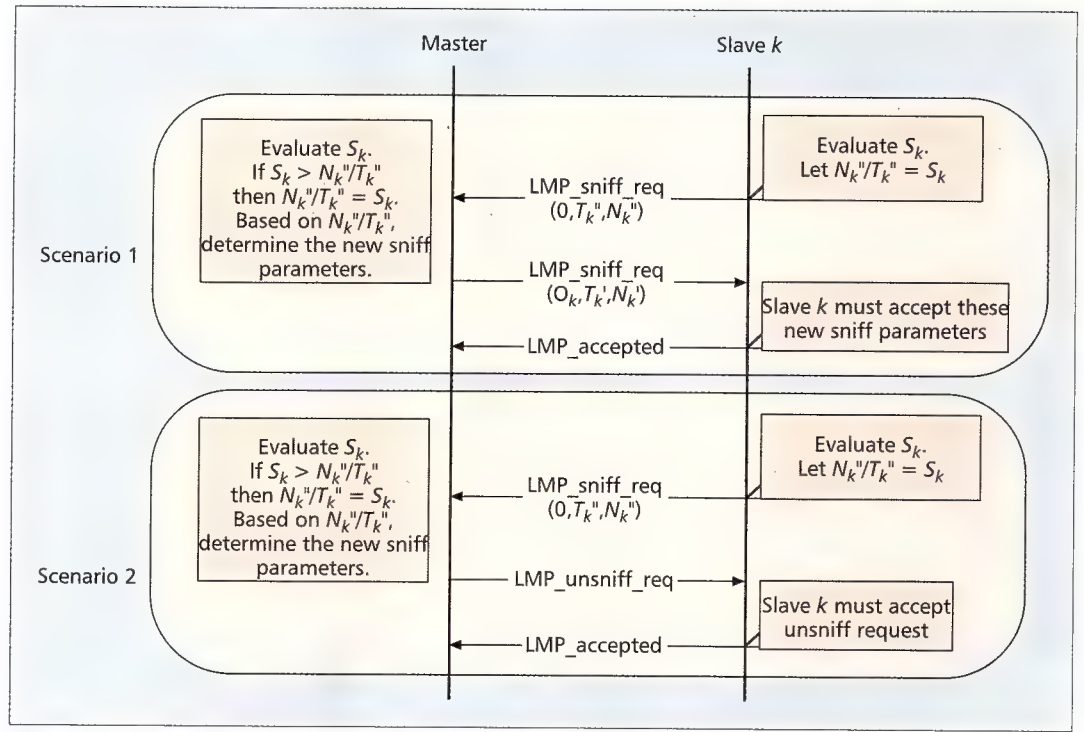 Master
Slave k
Scenario 1
Evaluate Sk.
If Sk > Nk"/Tk"
then Nk"/Tk" = Sk.
Based on Nk"/Tk",
determine the new sniff
parameters.
LMP_sniff_req
(0,Tk",Nk")
Evaluate Sk.
Let Nk"/Tk" = Sk
LMP_sniff_req
(Ok,Tk',Nk')
LMP_accepted
Slave k must accept these
new sniff parameters
Scenario 2
Evaluate Sk.
If Sk > Nk"/Tk"
then Nk"/Tk" = Sk.
Based on Nk"/Tk",
determine the new sniff
parameters.
LMP_sniff_req
(0,Tk",Nk")
Evaluate Sk.
Let Nk"/Tk" = Sk
LMP_unsniff_req
LMP_accepted
Slave k must accept
unsniff request